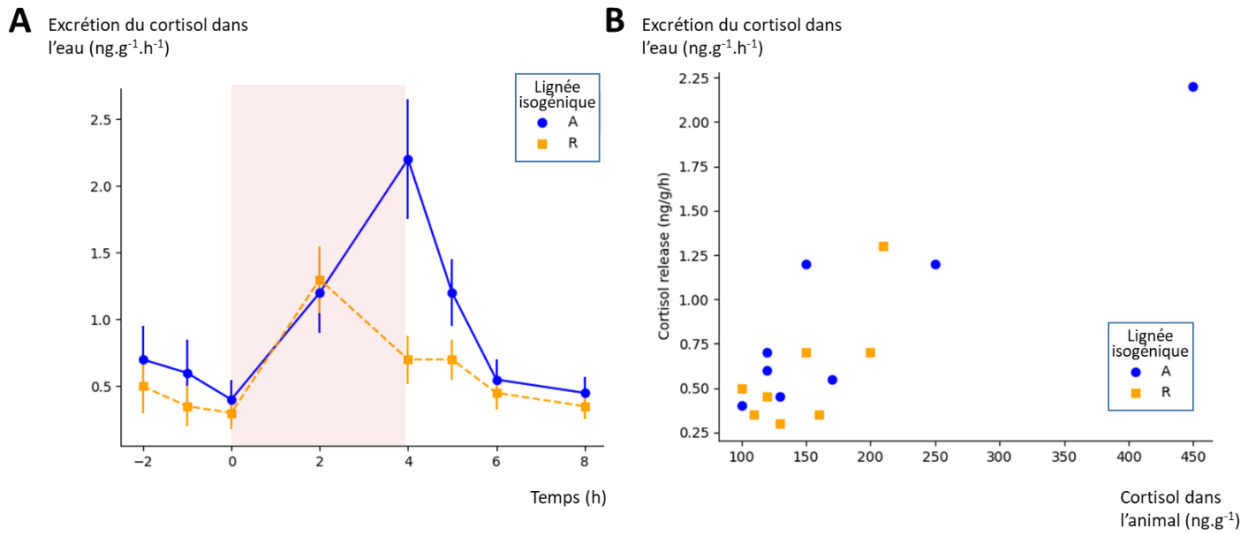 A
Excrétion du cortisol dans
l’eau (ng.g⁻¹.h⁻¹)
Lignée
isogénique
A
R
2.5
2.0
1.5
1.0
0.5
−2
0
2
4
6
8
Temps (h)
B
Excrétion du cortisol dans
l’eau (ng.g⁻¹.h⁻¹)
2.25
2.00
1.75
1.50
1.25
1.00
0.75
0.50
0.25
Cortisol release (ng/g/h)
Lignée
isogénique
A
R
100
150
200
250
300
350
400
450
Cortisol dans
l’animal (ng.g⁻¹)